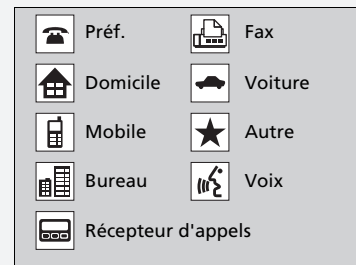 Préf. Fax
Domicile Voiture
Mobile Autre
Bureau Voix
Récepteur d'appels